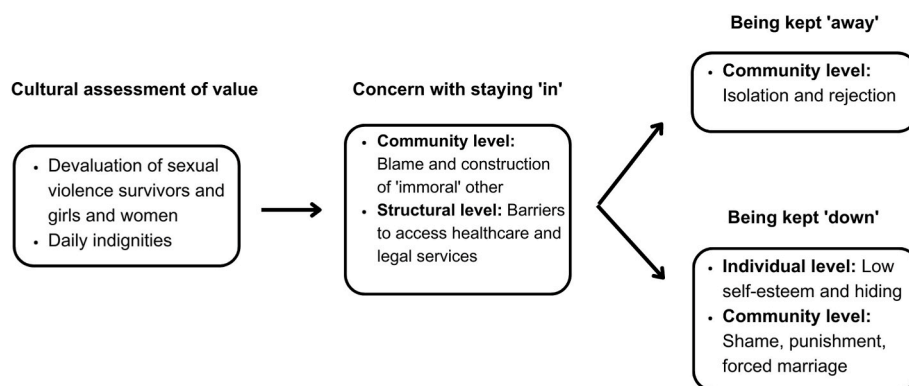 Cultural assessment of value
• Devaluation of sexual
violence survivors and
girls and women
• Daily indignities
Concern with staying 'in'
• Community level:
Blame and construction
of 'immoral' other
• Structural level: Barriers
to access healthcare and
legal services
Being kept 'away'
• Community level:
Isolation and rejection
Being kept 'down'
• Individual level: Low
self-esteem and hiding
• Community level:
Shame, punishment,
forced marriage